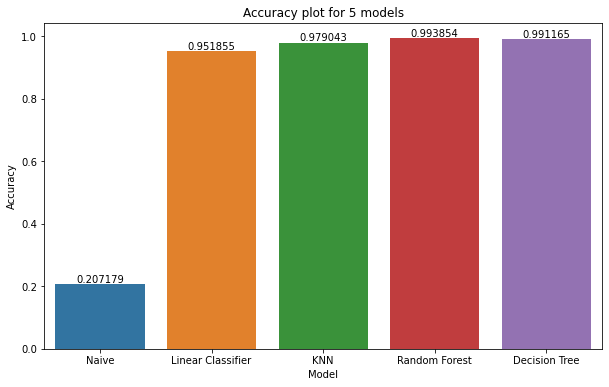 Accuracy plot for 5 models
0.207179
0.951855
0.979043
0.993854
0.991165
1.0
0.8
0.6
0.4
0.2
0.0
Accuracy
Naive
Linear Classifier
KNN
Random Forest
Decision Tree
Model